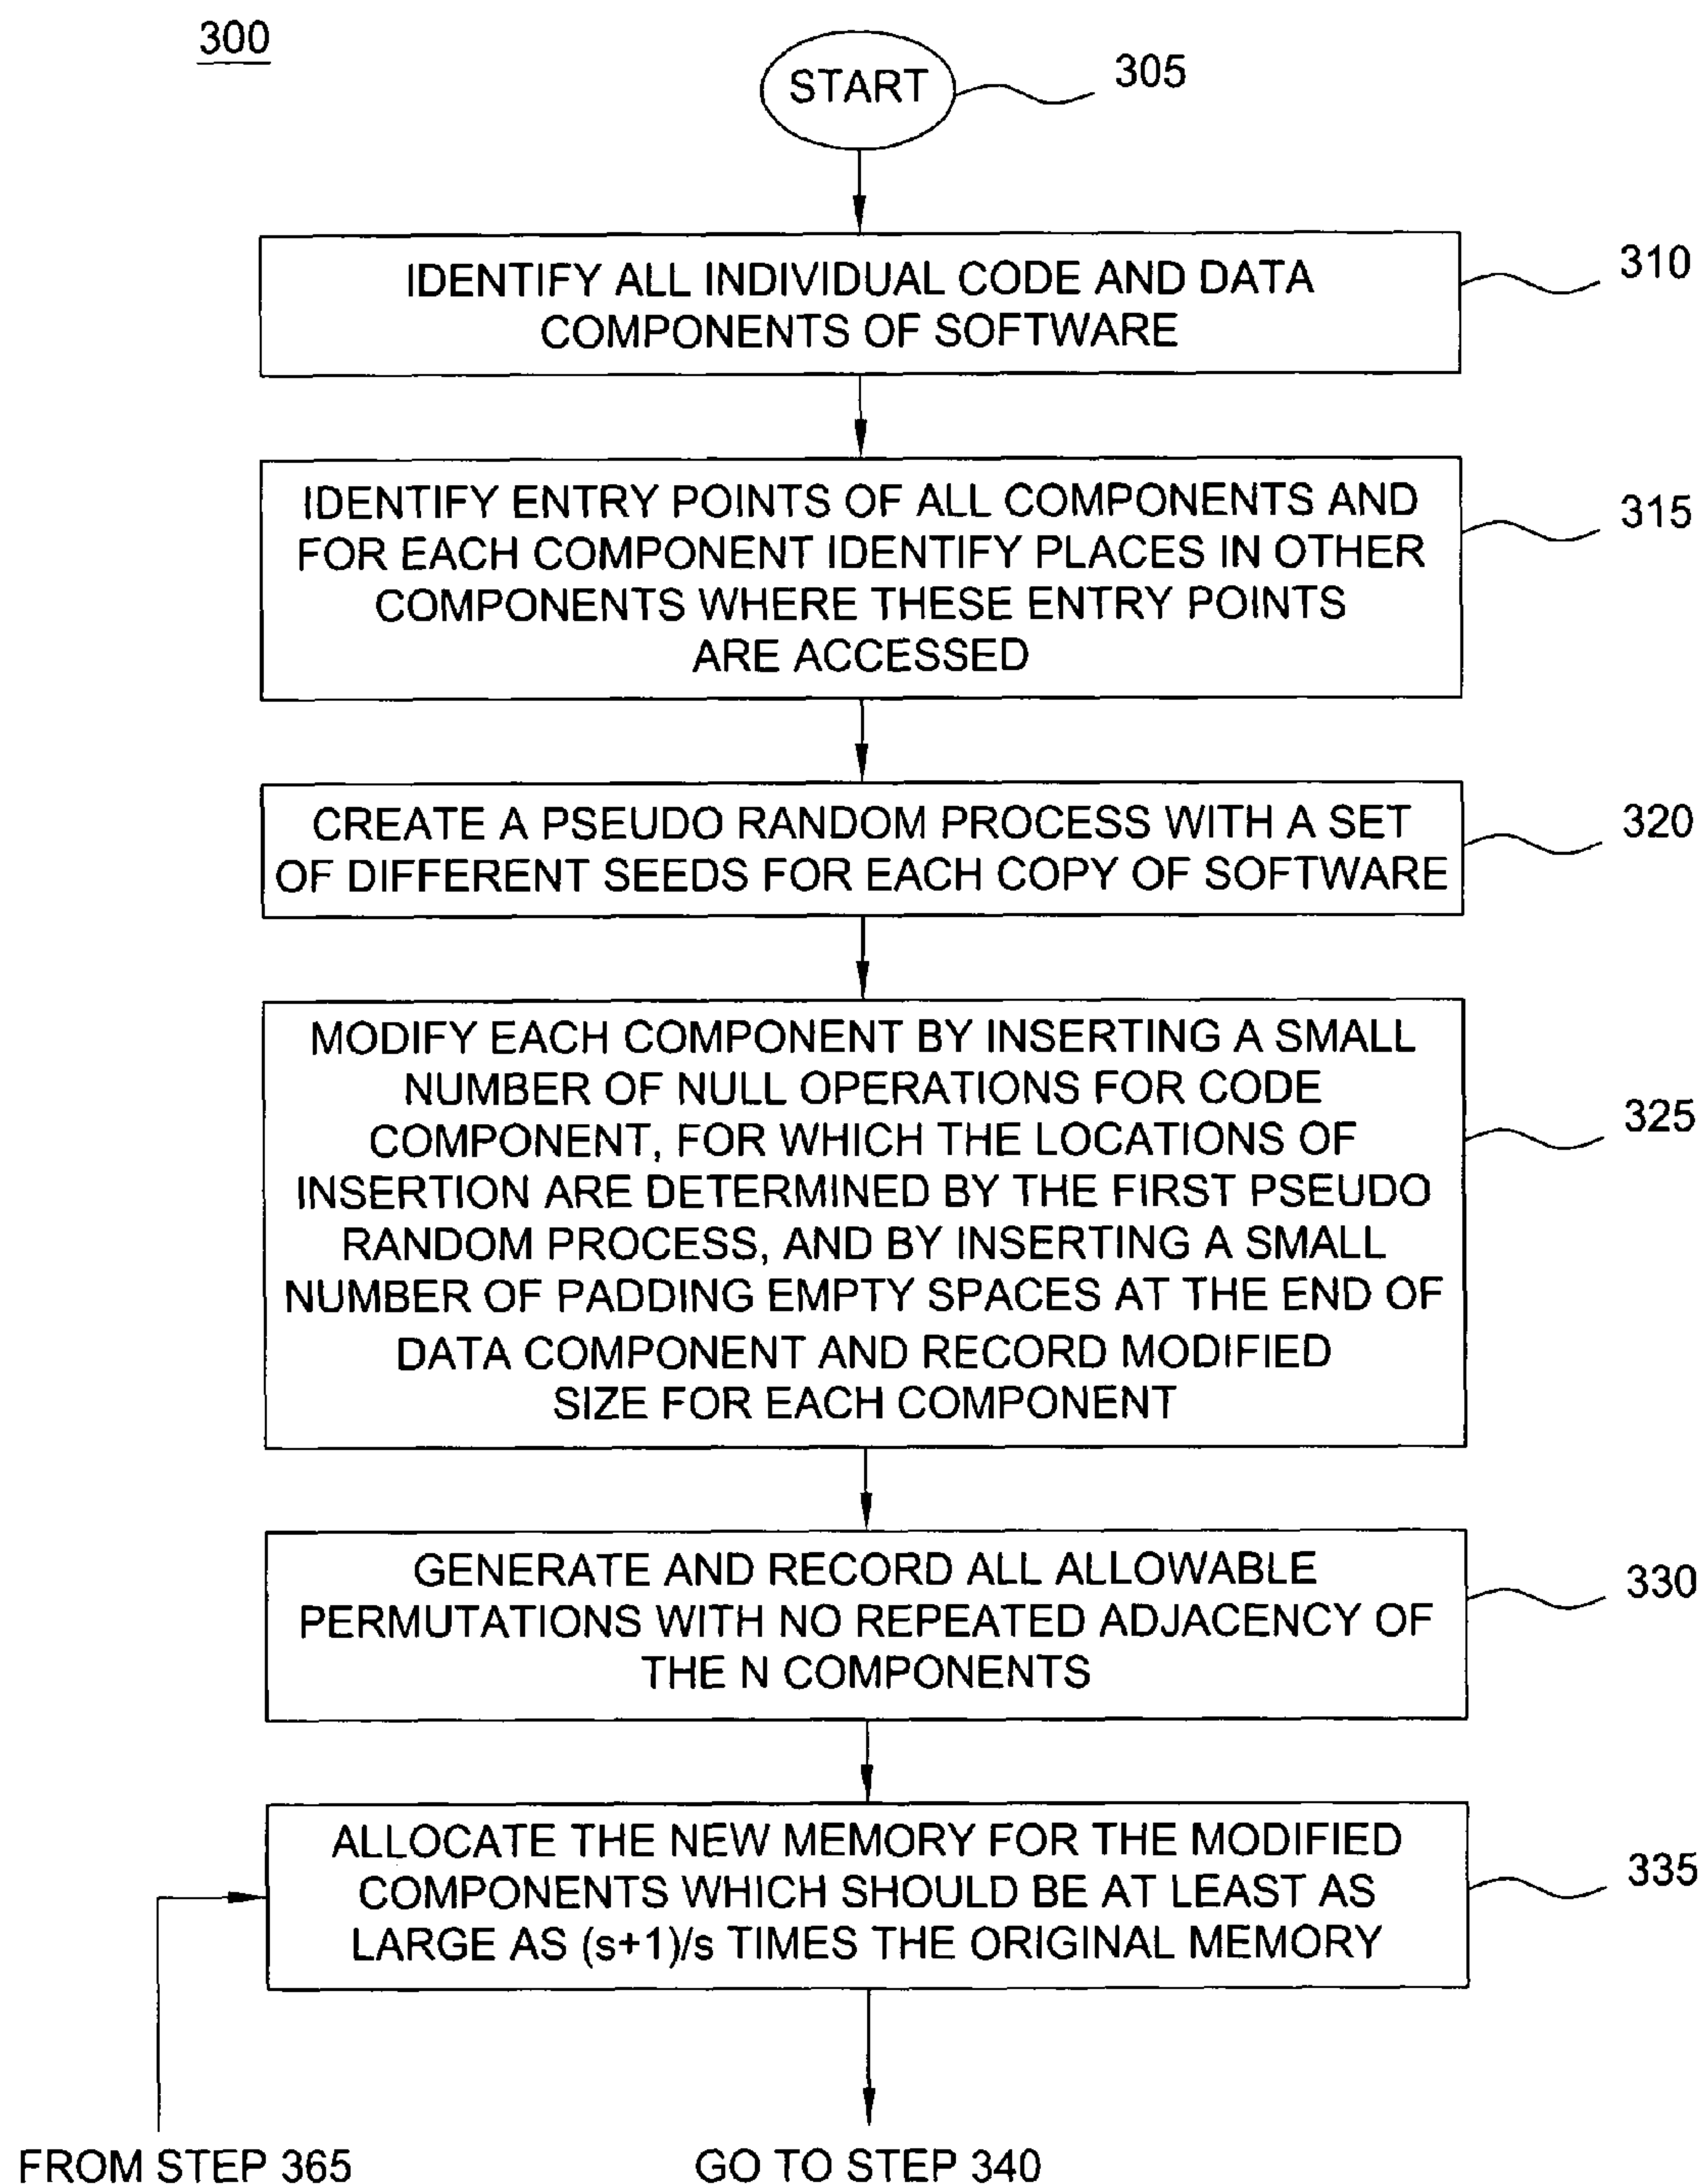 300
START
305
IDENTIFY ALL INDIVIDUAL CODE AND DATA
COMPONENTS OF SOFTWARE
310
IDENTIFY ENTRY POINTS OF ALL COMPONENTS AND
FOR EACH COMPONENT IDENTIFY PLACES IN OTHER
COMPONENTS WHERE THESE ENTRY POINTS
ARE ACCESSED
315
CREATE A PSEUDO RANDOM PROCESS WITH A SET
OF DIFFERENT SEEDS FOR EACH COPY OF SOFTWARE
320
MODIFY EACH COMPONENT BY INSERTING A SMALL
NUMBER OF NULL OPERATIONS FOR CODE
COMPONENT, FOR WHICH THE LOCATIONS OF
INSERTION ARE DETERMINED BY THE FIRST PSEUDO
RANDOM PROCESS, AND BY INSERTING A SMALL
NUMBER OF PADDING EMPTY SPACES AT THE END OF
DATA COMPONENT AND RECORD MODIFIED
SIZE FOR EACH COMPONENT
325
GENERATE AND RECORD ALL ALLOWABLE
PERMUTATIONS WITH NO REPEATED ADJACENCY OF
THE N COMPONENTS
330
ALLOCATE THE NEW MEMORY FOR THE MODIFIED
COMPONENTS WHICH SHOULD BE AT LEAST AS
LARGE AS (s+1)/s TIMES THE ORIGINAL MEMORY
335
FROM STEP 365
GO TO STEP 340